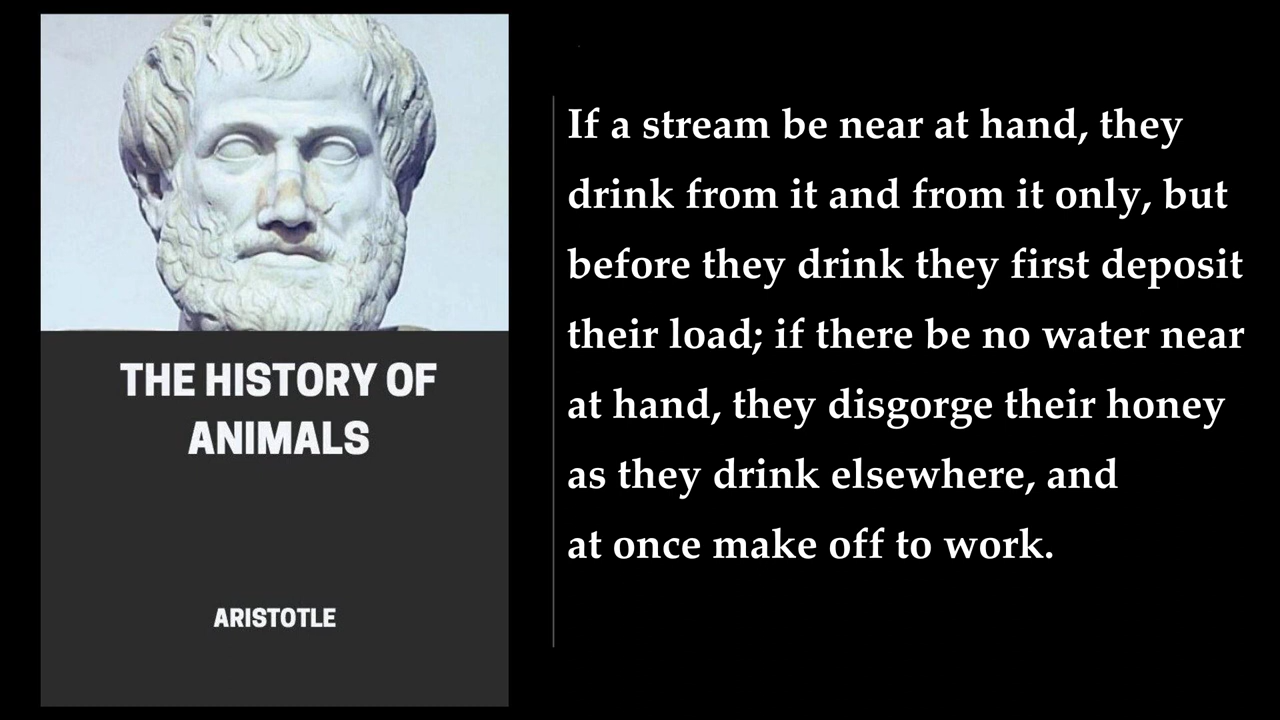 THE HISTORY OF
ANIMALS
ARISTOTLE
If a stream be near at hand, they
drink from it and from it only, but
before they drink they first deposit
their load; if there be no water near
at hand, they disgorge their honey
as they drink elsewhere, and
at once make off to work.